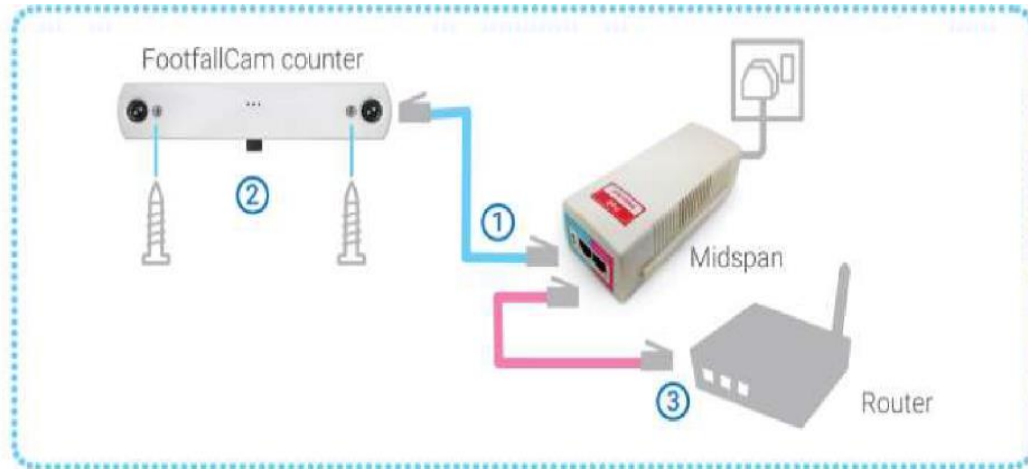 FootfallCam counter
②
①
Midspan
③
Router